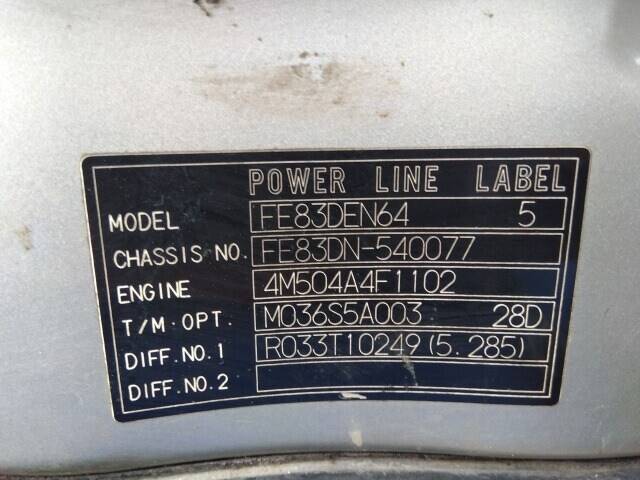 POWER LINE LABEL
MODEL FE83DEN64 5
CHASSIS NO. FE83DN-540077
ENGINE 4M504A4F1102
T/M·OPT. M036S5A003 28D
DIFF.NO.1 R033T10249(5.285)
DIFF.NO.2